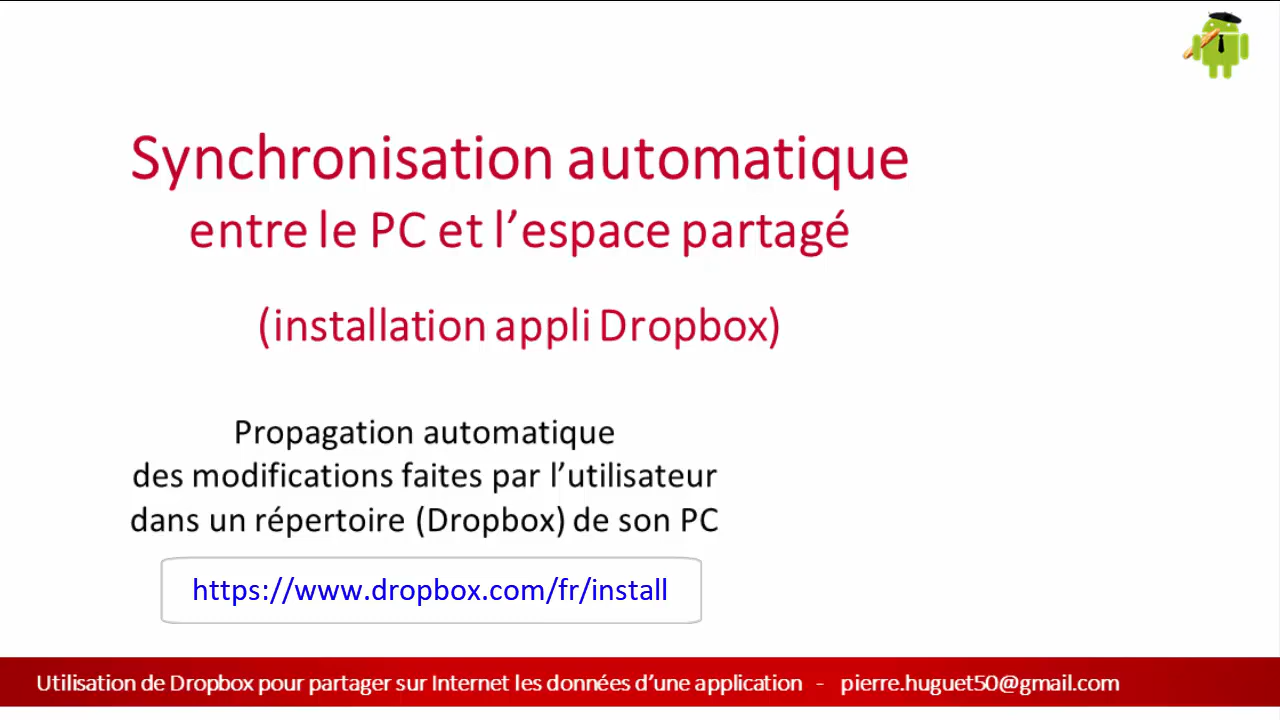 Synchronisation automatique
entre le PC et l’espace partagé
(installation appli Dropbox)
Propagation automatique
des modifications faites par l’utilisateur
dans un répertoire (Dropbox) de son PC
https://www.dropbox.com/fr/install
Utilisation de Dropbox pour partager sur Internet les données d’une application - pierre.huguet50@gmail.com